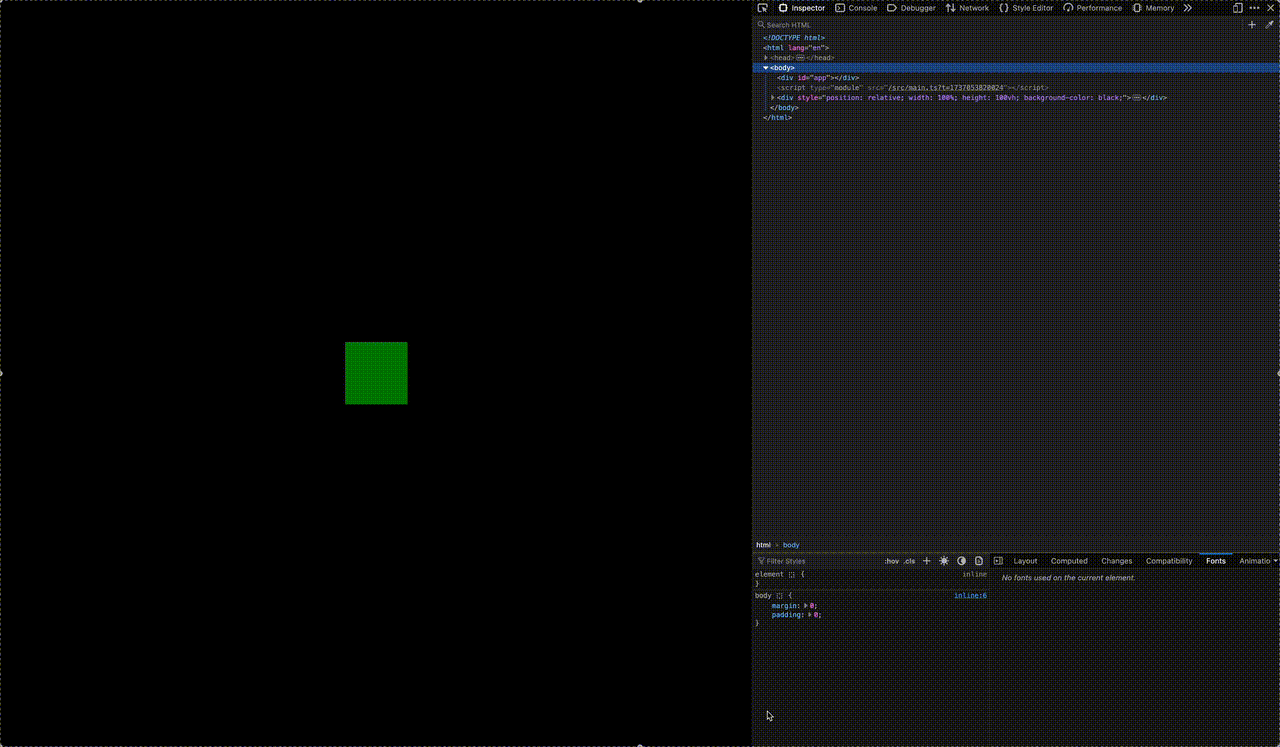 Inspector Console Debugger Network Style Editor Performance Memory
Search HTML
<!DOCTYPE html>
<html lang="en">
<head> </head>
<body>
<div id="app"></div>
<script type="module" src="/src/main.ts?t=1737053820024"></script>
<div style="position: relative; width: 100%; height: 100vh; background-color: black;"> </div>
</body>
</html>
html > body
Filter Styles :hov .cls Layout Computed Changes Compatibility Fonts Animatio
element { inline
}
No fonts used on the current element.
body { inline:6
margin: 0;
padding: 0;
}